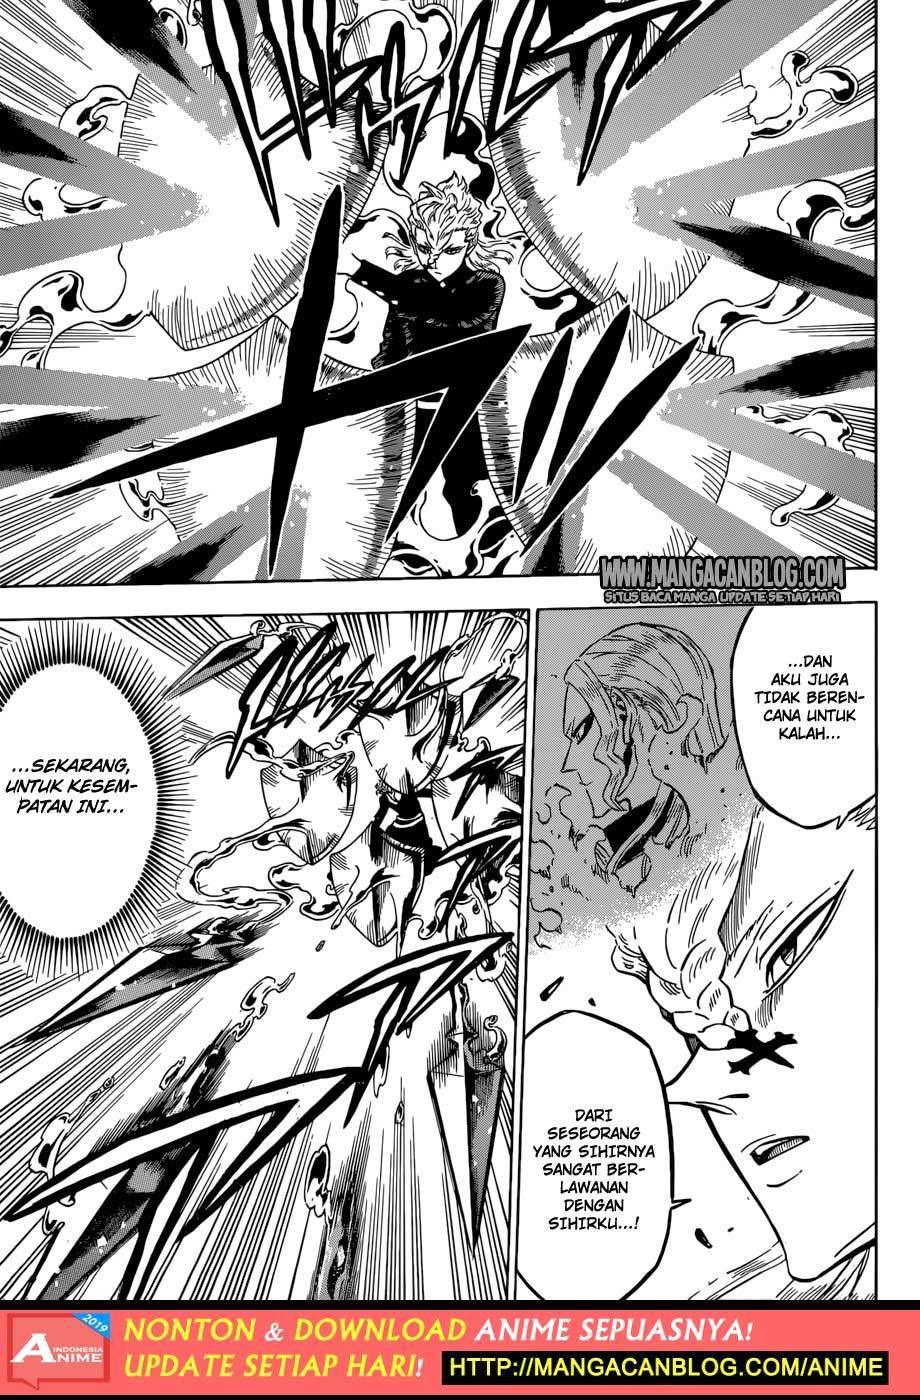 WWW.MANGACANBLOG.COM
SITUS BACA MANGA UPDATE SETIAP HARI
...DAN
AKU JUGA
TIDAK BEREN-
CANA UNTUK
KALAH...
DARI
SESEORANG
YANG SIHIRNYA
SANGAT BER-
LAWANAN
DENGAN
SIHIRKU...!
...SEKARANG,
UNTUK KESEM-
PATAN INI...
2019
INDONESIA
ANIME
NONTON & DOWNLOAD ANIME SEPUASNYA!
UPDATE SETIAP HARI! HTTP://MANGACANBLOG.COM/ANIME